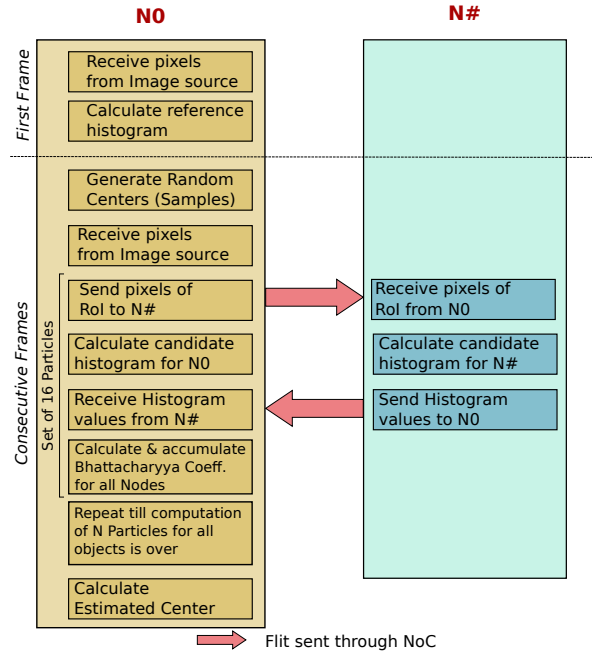 N0
N#
First Frame
Receive pixels
from Image source
Calculate reference
histogram
Consecutive Frames
Generate Random
Centers (Samples)
Receive pixels
from Image source
Set of 16 Particles
Send pixels of
RoI to N#
Receive pixels of
RoI from N0
Calculate candidate
histogram for N0
Calculate candidate
histogram for N#
Receive Histogram
values from N#
Send Histogram
values to N0
Calculate & accumulate
Bhattacharyya Coeff.
for all Nodes
Repeat till computation
of N Particles for all
objects is over
Calculate
Estimated Center
Flit sent through NoC